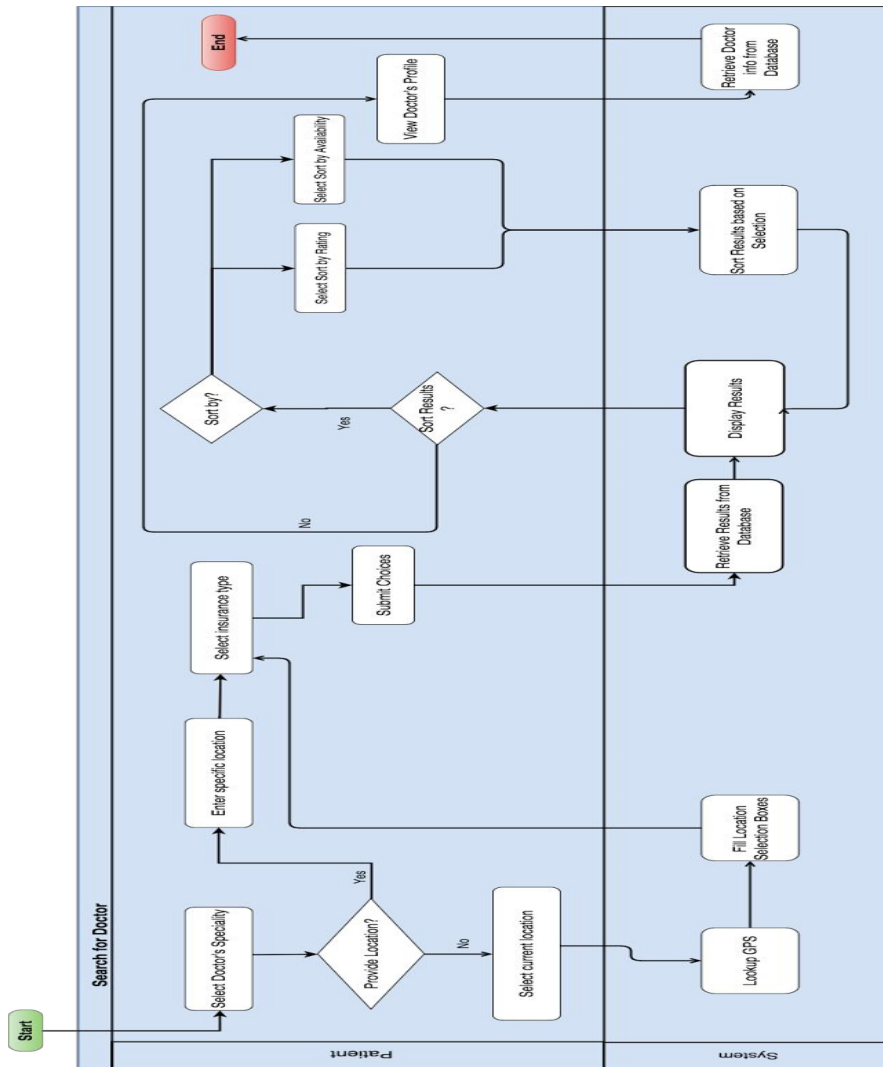 Search for Doctor
Start
Patient
System
Select Doctor's Speciality
Provide Location?
Yes
No
Enter specific location
Select current location
Lookup GPS
Fill Location
Selection Boxes
Select insurance type
Submit Choices
Retrieve Results from
Database
Display Results
Sort Results
?
No
Yes
Sort by?
Select Sort by Rating
Select Sort by Availability
Sort Results based on
Selection
View Doctor's Profile
Retrieve Doctor
info from
Database
End